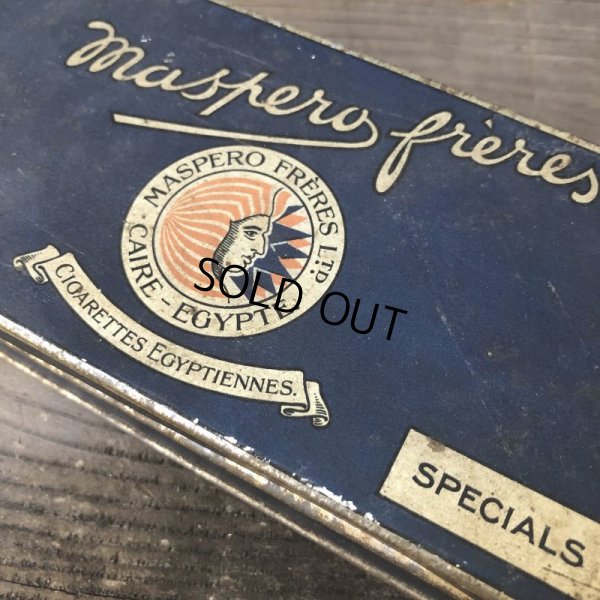 Maspero frères
MASPERO FRÈRES LTD
CAIRE - EGYPTE
CIGARETTES EGYPTIENNES.
SOLD OUT
SPECIALS